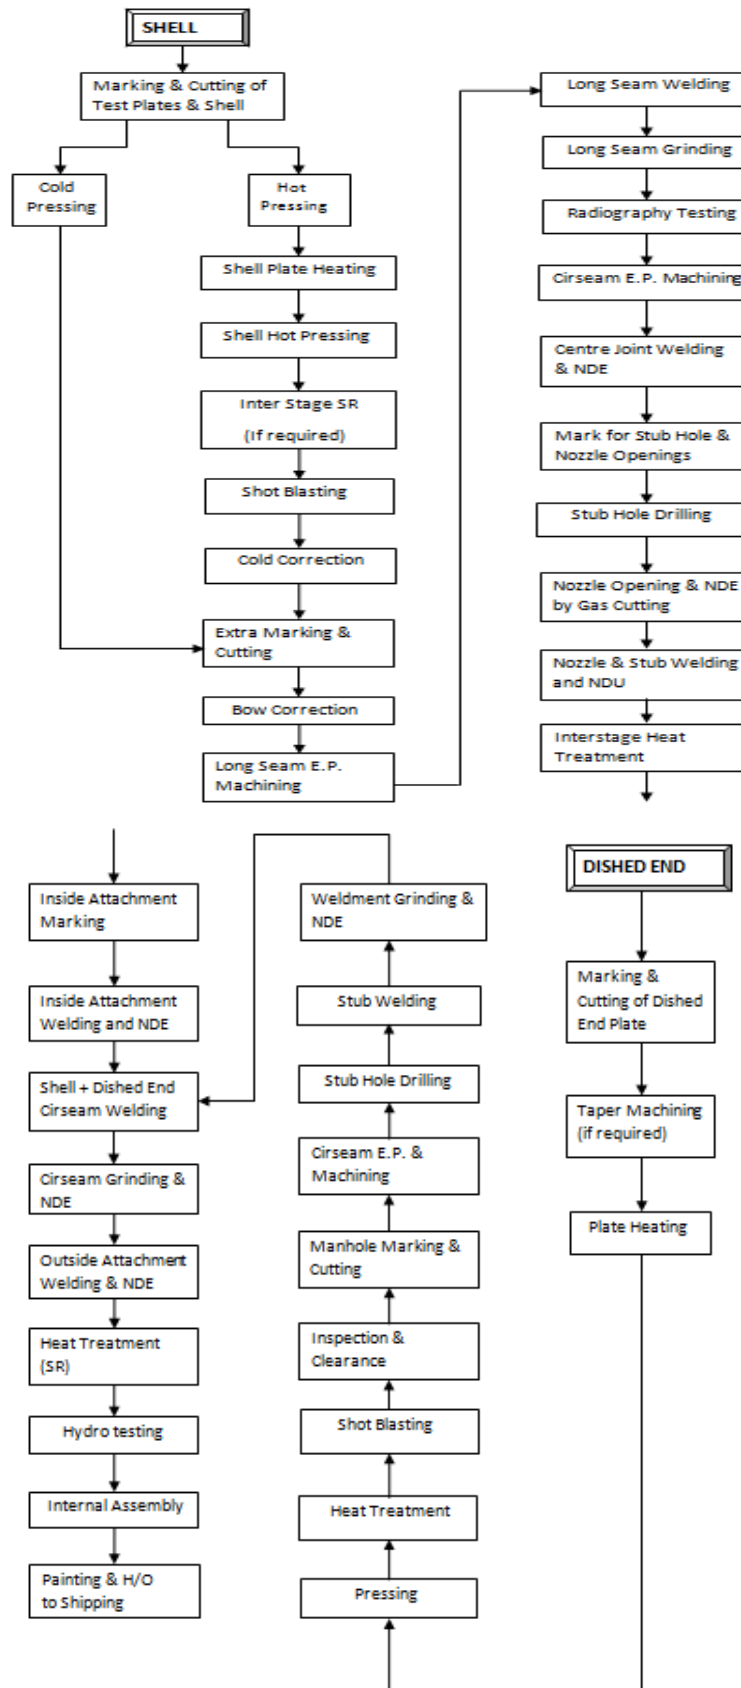 SHELL
Marking & Cutting of
Test Plates & Shell
Cold
Pressing
Hot
Pressing
Shell Plate Heating
Shell Hot Pressing
Inter Stage SR
(If required)
Shot Blasting
Cold Correction
Extra Marking &
Cutting
Bow Correction
Long Seam E.P.
Machining
Long Seam Welding
Long Seam Grinding
Radiography Testing
Cirseam E.P. Machining
Centre Joint Welding
& NDE
Mark for Stub Hole &
Nozzle Openings
Stub Hole Drilling
Nozzle Opening & NDE
by Gas Cutting
Nozzle & Stub Welding
and NDU
Interstage Heat
Treatment
Inside Attachment
Marking
Inside Attachment
Welding and NDE
Shell + Dished End
Cirseam Welding
Cirseam Grinding &
NDE
Outside Attachment
Welding & NDE
Heat Treatment
(SR)
Hydro testing
Internal Assembly
Painting & H/O
to Shipping
Weldment Grinding &
NDE
Stub Welding
Stub Hole Drilling
Cirseam E.P. &
Machining
Manhole Marking &
Cutting
Inspection &
Clearance
Shot Blasting
Heat Treatment
Pressing
DISHED END
Marking &
Cutting of Dished
End Plate
Taper Machining
(if required)
Plate Heating